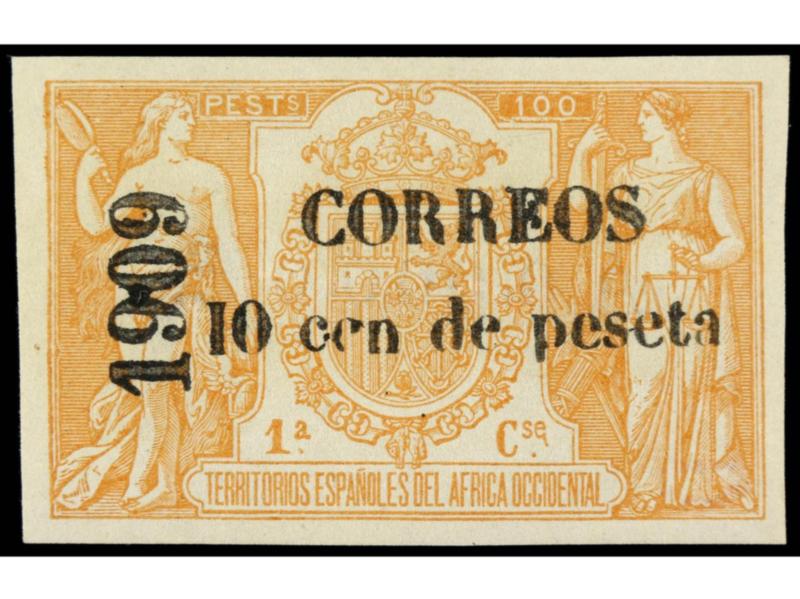 PESTS 100
1909
CORREOS
10 cen de peseta
1ª Cse.
TERRITORIOS ESPAÑOLES DEL AFRICA OCCIDENTAL